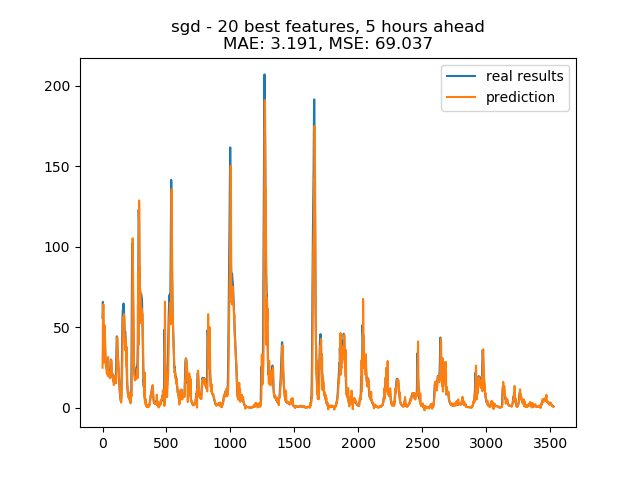 sgd - 20 best features, 5 hours ahead
MAE: 3.191, MSE: 69.037
real results
prediction
200
150
100
50
0
0 500 1000 1500 2000 2500 3000 3500